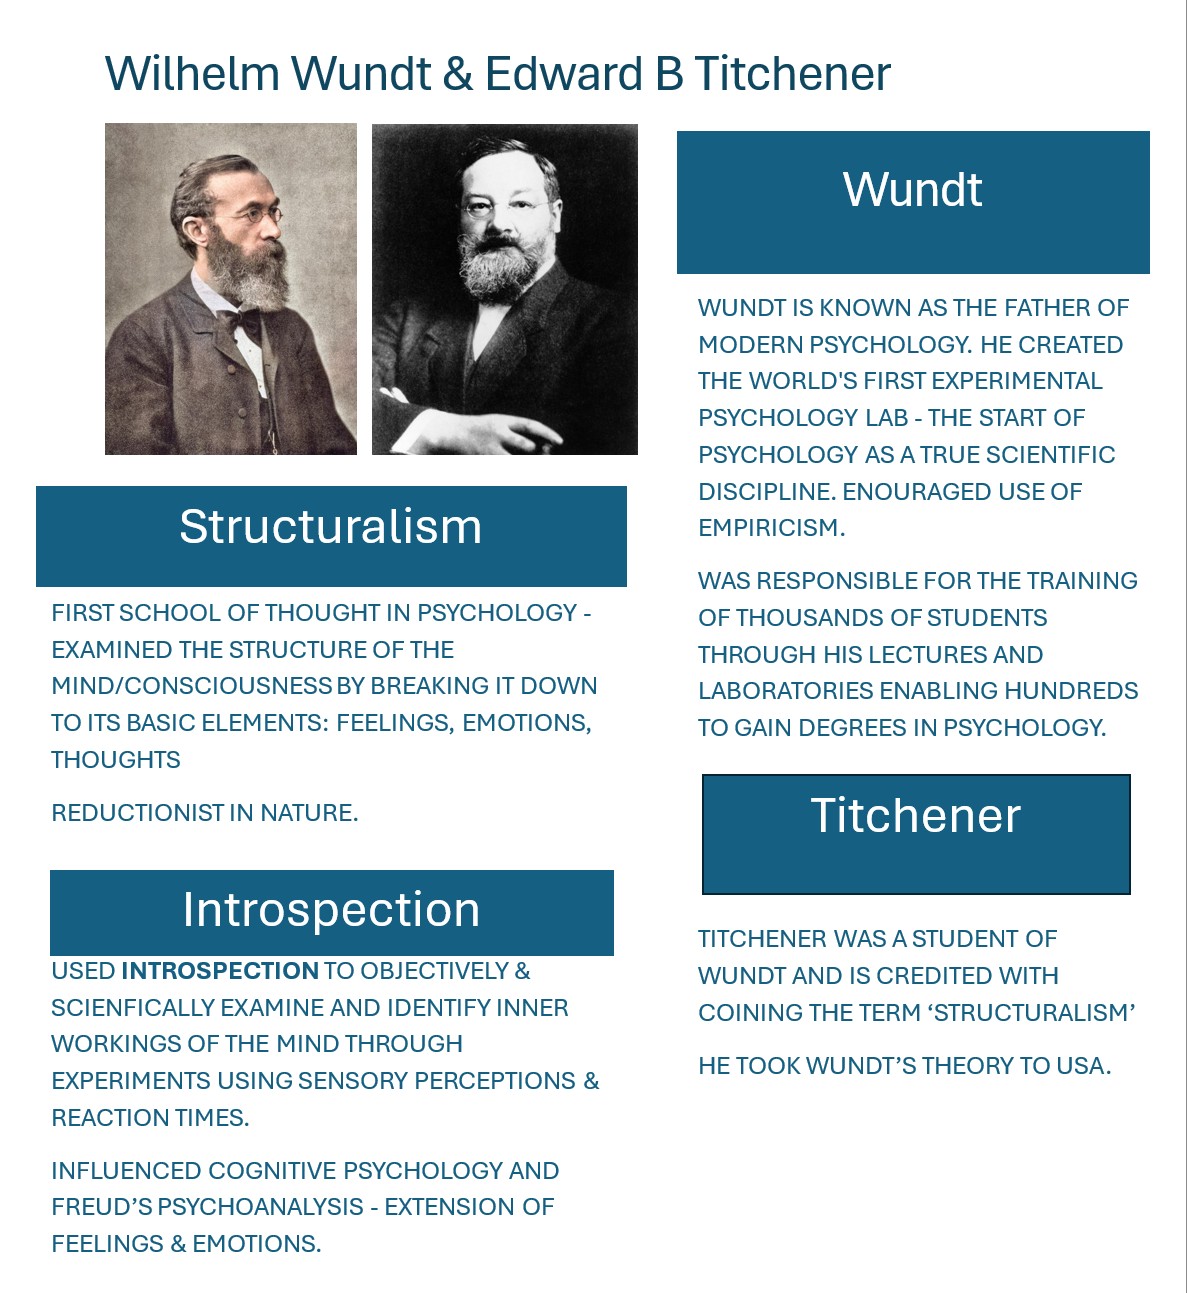 Wilhelm Wundt & Edward B Titchener
Structuralism
FIRST SCHOOL OF THOUGHT IN PSYCHOLOGY -
EXAMINED THE STRUCTURE OF THE
MIND/CONSCIOUSNESS BY BREAKING IT DOWN
TO ITS BASIC ELEMENTS: FEELINGS, EMOTIONS,
THOUGHTS
REDUCTIONIST IN NATURE.
Introspection
USED INTROSPECTION TO OBJECTIVELY &
SCIENFICALLY EXAMINE AND IDENTIFY INNER
WORKINGS OF THE MIND THROUGH
EXPERIMENTS USING SENSORY PERCEPTIONS &
REACTION TIMES.
INFLUENCED COGNITIVE PSYCHOLOGY AND
FREUD’S PSYCHOANALYSIS - EXTENSION OF
FEELINGS & EMOTIONS.
Wundt
WUNDT IS KNOWN AS THE FATHER OF
MODERN PSYCHOLOGY. HE CREATED
THE WORLD'S FIRST EXPERIMENTAL
PSYCHOLOGY LAB - THE START OF
PSYCHOLOGY AS A TRUE SCIENTIFIC
DISCIPLINE. ENOURAGED USE OF
EMPIRICISM.
WAS RESPONSIBLE FOR THE TRAINING
OF THOUSANDS OF STUDENTS
THROUGH HIS LECTURES AND
LABORATORIES ENABLING HUNDREDS
TO GAIN DEGREES IN PSYCHOLOGY.
Titchener
TITCHENER WAS A STUDENT OF
WUNDT AND IS CREDITED WITH
COINING THE TERM ‘STRUCTURALISM’
HE TOOK WUNDT’S THEORY TO USA.